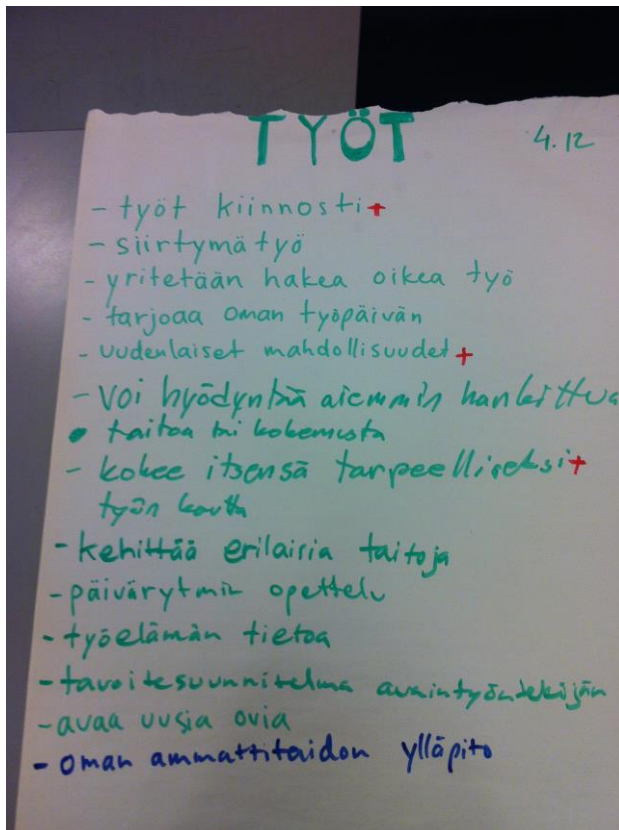 TYÖT 4.12
- työt kiinnosti +
- siirtymätyö
- yritetään hakea oikea työ
- tarjoaa oman työpäivän
- uudenlaiset mahdollisuudet +
- voi hyödyntää aiemmin hankittua
• taitoa tai kokemusta
- kokee itsensä tarpeelliseksi +
työn kautta
- kehittää erilaisia taitoja
- päivärytmin opettelu
- työelämän tietoa
- tavoitesuunnitelma avaintyöntekijän
- avaa uusia ovia
- oman ammattitaidon ylläpito